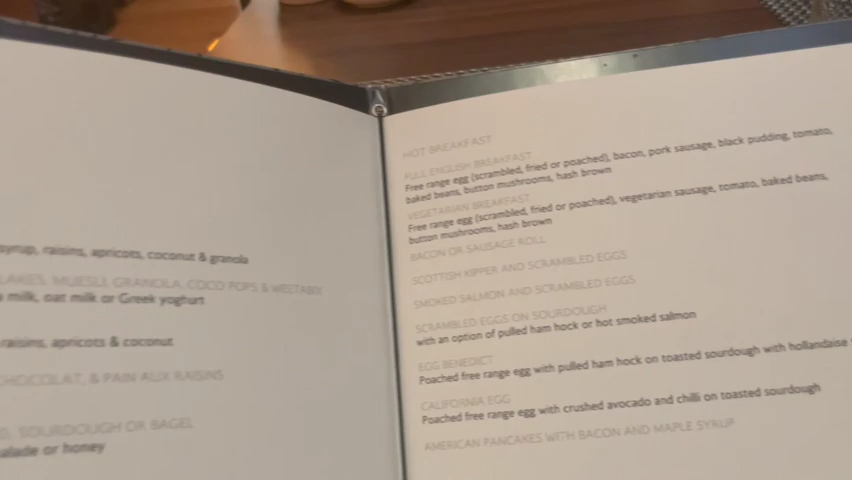 syrup, raisins, apricots, coconut & granola
MUESLI, GRANOLA, COCO POPS & WEETABIX
milk, oat milk or Greek yoghurt
raisins, apricots & coconut
CHOCOLAT, & PAIN AUX RAISINS
SOURDOUGH OR BAGEL
or honey
HOT BREAKFAST
FULL ENGLISH BREAKFAST
Free range egg (scrambled, fried or poached), bacon, pork sausage, black pudding, tomato,
baked beans, button mushrooms, hash brown
VEGETARIAN BREAKFAST
Free range egg (scrambled, fried or poached), vegetarian sausage, tomato, baked beans,
button mushrooms, hash brown
BACON OR SAUSAGE ROLL
SCOTTISH KIPPER AND SCRAMBLED EGGS
SMOKED SALMON AND SCRAMBLED EGGS
SCRAMBLED EGGS ON SOURDOUGH
with an option of pulled ham hock or hot smoked salmon
EGG BENEDICT
Poached free range egg with pulled ham hock on toasted sourdough with hollandaise
CALIFORNIA EGG
Poached free range egg with crushed avocado and chilli on toasted sourdough
AMERICAN PANCAKES WITH BACON AND MAPLE SYRUP